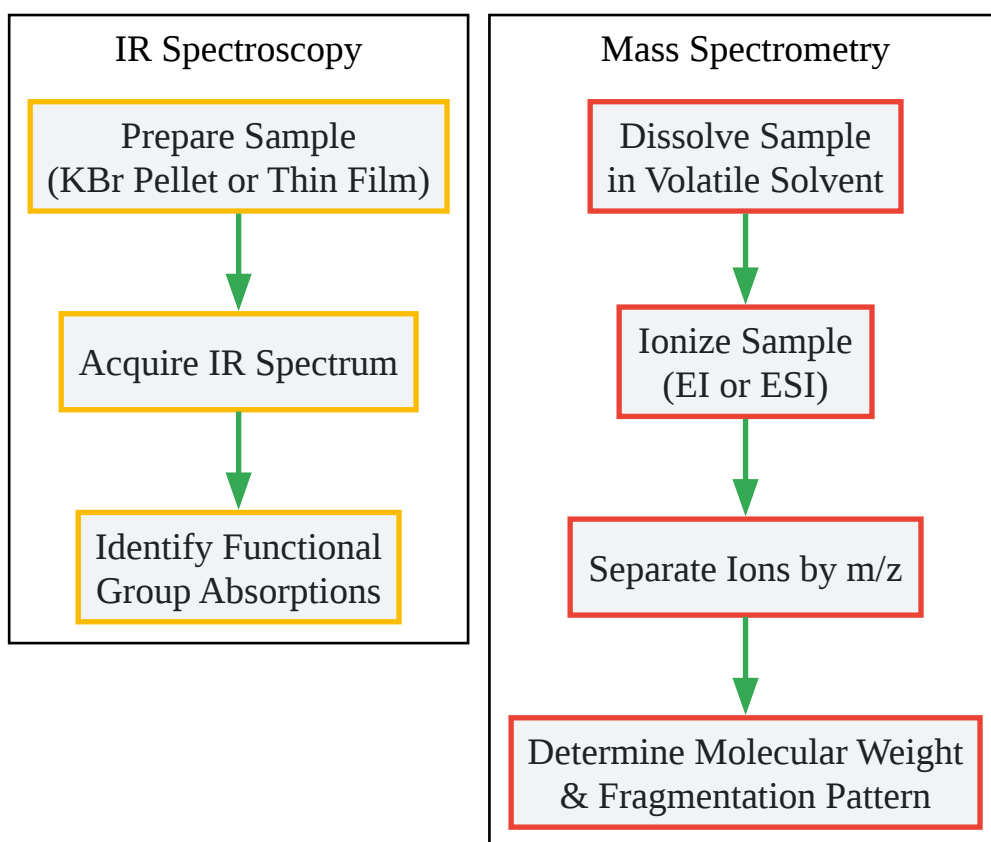 IR Spectroscopy
Prepare Sample
(KBr Pellet or Thin Film)
Acquire IR Spectrum
Identify Functional
Group Absorptions
Mass Spectrometry
Dissolve Sample
in Volatile Solvent
Ionize Sample
(EI or ESI)
Separate Ions by m/z
Determine Molecular Weight
& Fragmentation Pattern